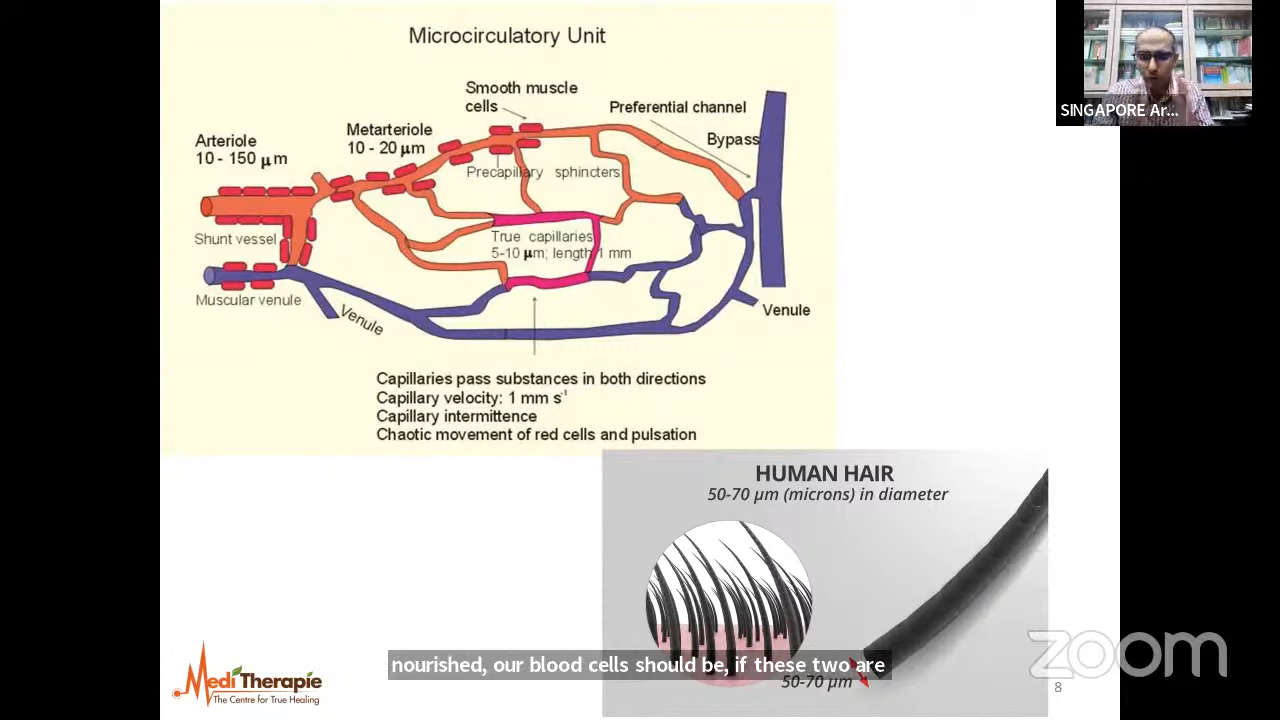 Microcirculatory Unit
Smooth muscle
cells
Preferential channel
Bypass
Arteriole
10 - 150 μm
Metarteriole
10 - 20 μm
Precapillary sphincters
Shunt vessel
True capillaries
5-10 μm; length 1 mm
Muscular venule
Venule
Venule
Capillaries pass substances in both directions
Capillary velocity: 1 mm s⁻¹
Capillary intermittence
Chaotic movement of red cells and pulsation
HUMAN HAIR
50-70 μm (microns) in diameter
50-70 μm
nourished, our blood cells should be, if these two are
Medi Therapie
The Centre for True Healing
SINGAPORE Ar...
zoom
8